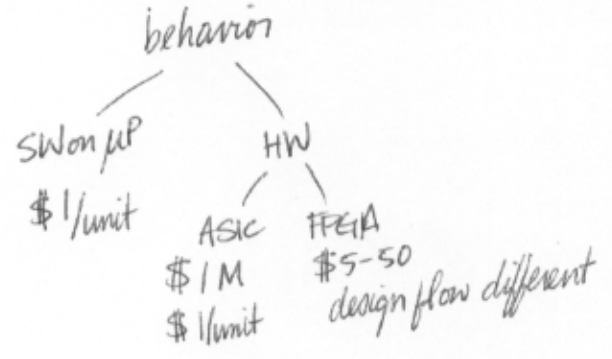 behavior
SW on μP
HW
$1/unit
ASIC
FPGA
$1M
$5-50
$1/unit
design flow different